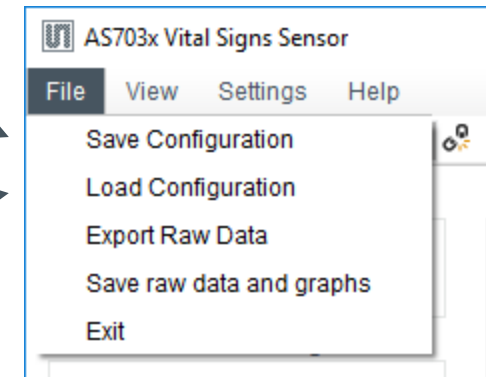 AS703x Vital Signs Sensor
File View Settings Help
Save Configuration
Load Configuration
Export Raw Data
Save raw data and graphs
Exit